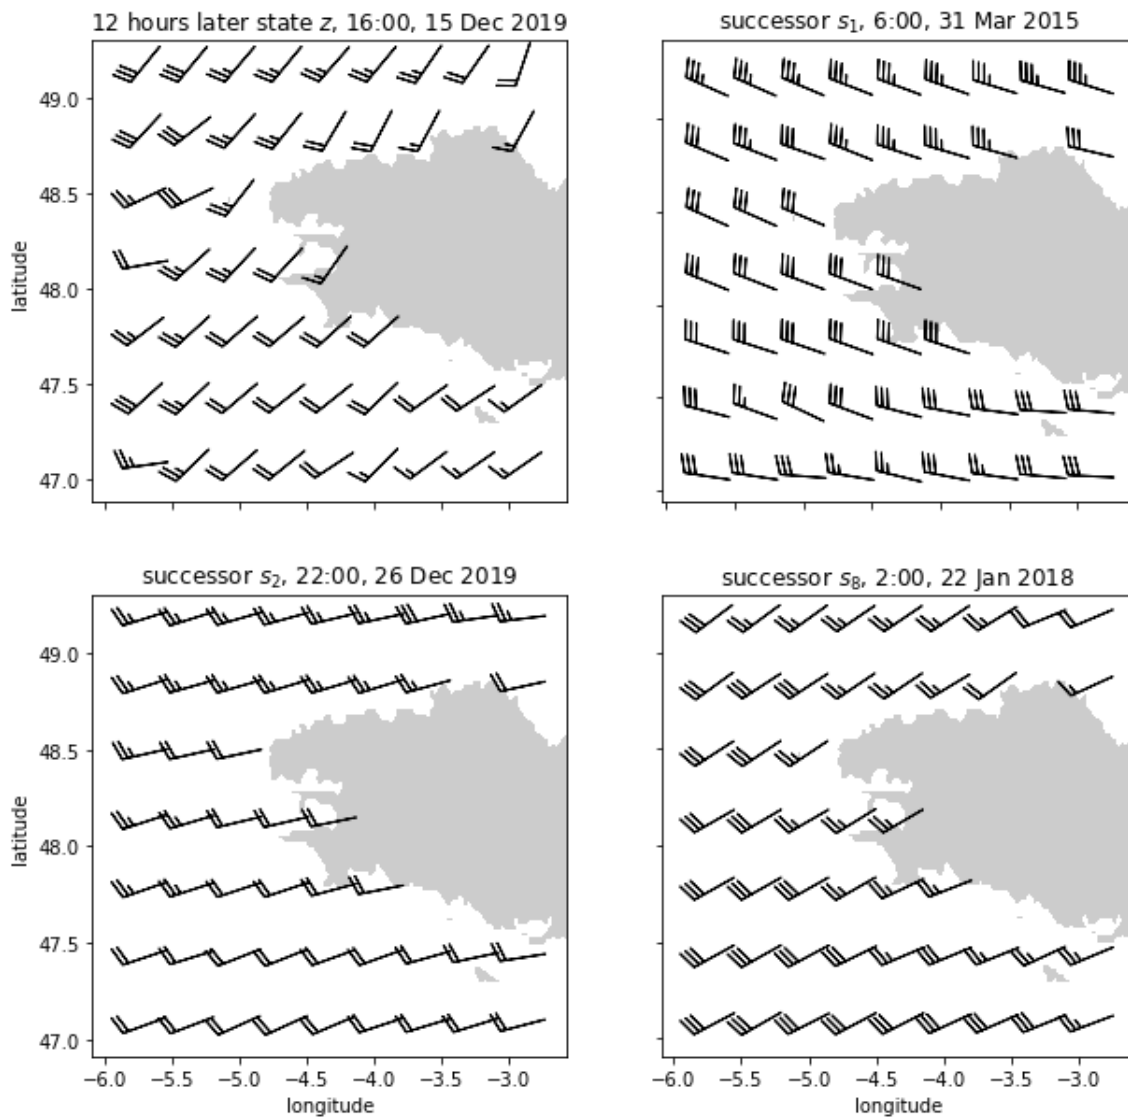 12 hours later state z, 16:00, 15 Dec 2019
successor s₁, 6:00, 31 Mar 2015
49.0
48.5
48.0
47.5
47.0
latitude
successor s₂, 22:00, 26 Dec 2019
successor s₈, 2:00, 22 Jan 2018
49.0
48.5
48.0
47.5
47.0
latitude
−6.0 −5.5 −5.0 −4.5 −4.0 −3.5 −3.0
longitude
−6.0 −5.5 −5.0 −4.5 −4.0 −3.5 −3.0
longitude